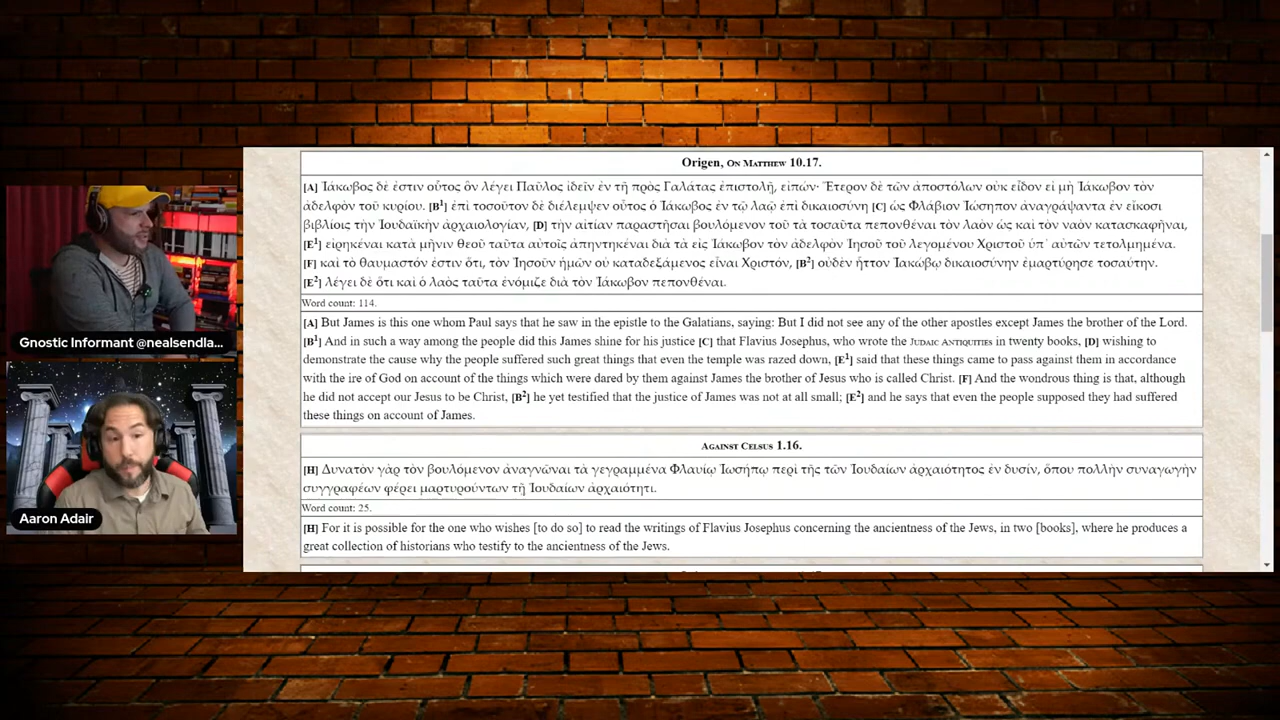 Origen, On Matthew 10.17.
[A] Ἰάκωβος δέ ἐστιν οὗτος ὃν λέγει Παῦλος ἰδεῖν ἐν τῇ πρὸς Γαλάτας ἐπιστολῇ, εἰπών· Ἕτερον δὲ τῶν ἀποστόλων οὐκ εἶδον εἰ μὴ Ἰάκωβον τὸν
ἀδελφὸν τοῦ κυρίου. [B¹] ἐπὶ τοσοῦτον δὲ διέλεμψεν οὗτος ὁ Ἰάκωβος ἐν τῷ λαῷ ἐπὶ δικαιοσύνῃ [C] ὡς Φλάβιον Ἰώσηπον ἀναγράψαντα ἐν εἴκοσι
βιβλίοις τὴν Ἰουδαϊκὴν ἀρχαιολογίαν, [D] τὴν αἰτίαν παραστῆσαι βουλόμενον τοῦ τὰ τοσαῦτα πεπονθέναι τὸν λαὸν ὡς καὶ τὸν ναὸν κατασκαφῆναι,
[E¹] εἰρηκέναι κατὰ μῆνιν θεοῦ ταῦτα αὐτοῖς ἀπηντηκέναι διὰ τὰ εἰς Ἰάκωβον τὸν ἀδελφὸν Ἰησοῦ τοῦ λεγομένου Χριστοῦ ὑπ᾽ αὐτῶν τετολμημένα.
[F] καὶ τὸ θαυμαστόν ἐστιν ὅτι, τὸν Ἰησοῦν ἡμῶν οὐ καταδεξάμενος εἶναι Χριστόν, [B²] οὐδὲν ἧττον Ἰακώβῳ δικαιοσύνην ἐμαρτύρησε τοσαύτην.
[E²] λέγει δὲ ὅτι καὶ ὁ λαὸς ταῦτα ἐνόμιζε διὰ τὸν Ἰάκωβον πεπονθέναι.
Word count: 114.
[A] But James is this one whom Paul says that he saw in the epistle to the Galatians, saying: But I did not see any of the other apostles except James the brother of the Lord.
[B¹] And in such a way among the people did this James shine for his justice [C] that Flavius Josephus, who wrote the Judaic Antiquities in twenty books, [D] wishing to
demonstrate the cause why the people suffered such great things that even the temple was razed down, [E¹] said that these things came to pass against them in accordance
with the ire of God on account of the things which were dared by them against James the brother of Jesus who is called Christ. [F] And the wondrous thing is that, although
he did not accept our Jesus to be Christ, [B²] he yet testified that the justice of James was not at all small; [E²] and he says that even the people supposed they had suffered
these things on account of James.
Against Celsus 1.16.
[H] Δυνατὸν γὰρ τὸν βουλόμενον ἀναγνῶναι τὰ γεγραμμένα Φλαυίῳ Ἰωσήπῳ περὶ τῆς τῶν Ἰουδαίων ἀρχαιότητος ἐν δυσίν, ὅπου πολλὴν συναγωγὴν
συγγραφέων φέρει μαρτυρούντων τῇ Ἰουδαίων ἀρχαιότητι.
Word count: 25.
[H] For it is possible for the one who wishes [to do so] to read the writings of Flavius Josephus concerning the ancientness of the Jews, in two [books], where he produces a
great collection of historians who testify to the ancientness of the Jews.
Gnostic Informant @nealsendla...
Aaron Adair